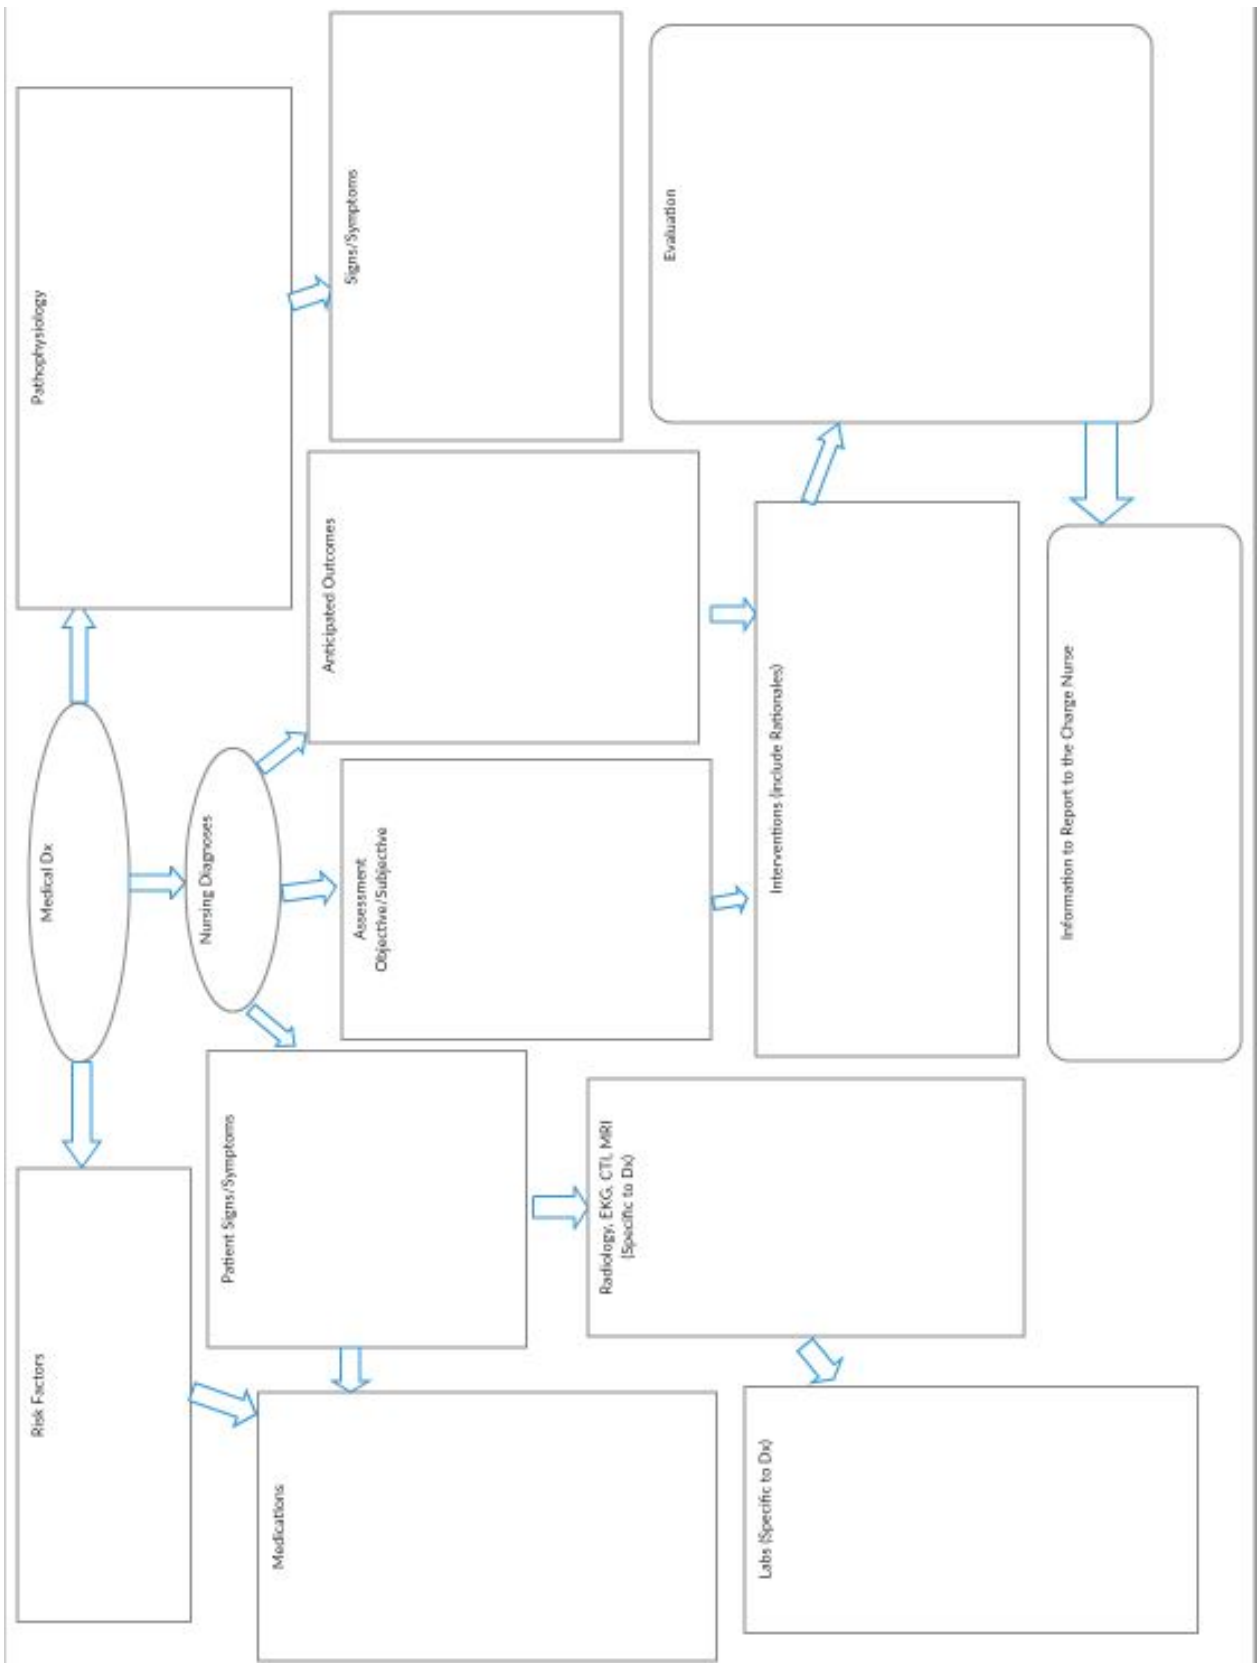 Medical Dx
Risk Factors
Pathophysiology
Nursing Diagnoses
Patient Signs/Symptoms
Medications
Assessment
Objective/Subjective
Anticipated Outcomes
Signs/Symptoms
Radiology, EKG, CTI, MRI
(Specific to Dx)
Labs (Specific to Dx)
Interventions (include Rationales)
Evaluation
Information to Report to the Charge Nurse